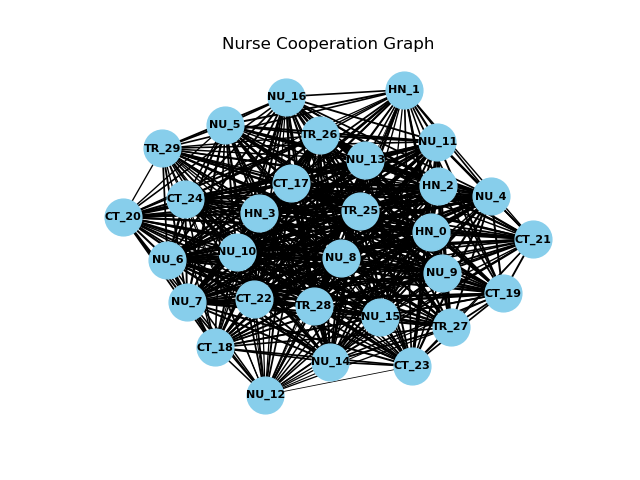 Nurse Cooperation Graph
HN_1
NU_16
NU_5
TR_26
NU_11
TR_29
NU_13
CT_17
HN_2
NU_4
CT_24
HN_3
TR_25
CT_20
HN_0
CT_21
NU_10
NU_8
NU_6
NU_9
CT_19
NU_7
CT_22
TR_28
NU_15
TR_27
CT_18
NU_14
CT_23
NU_12